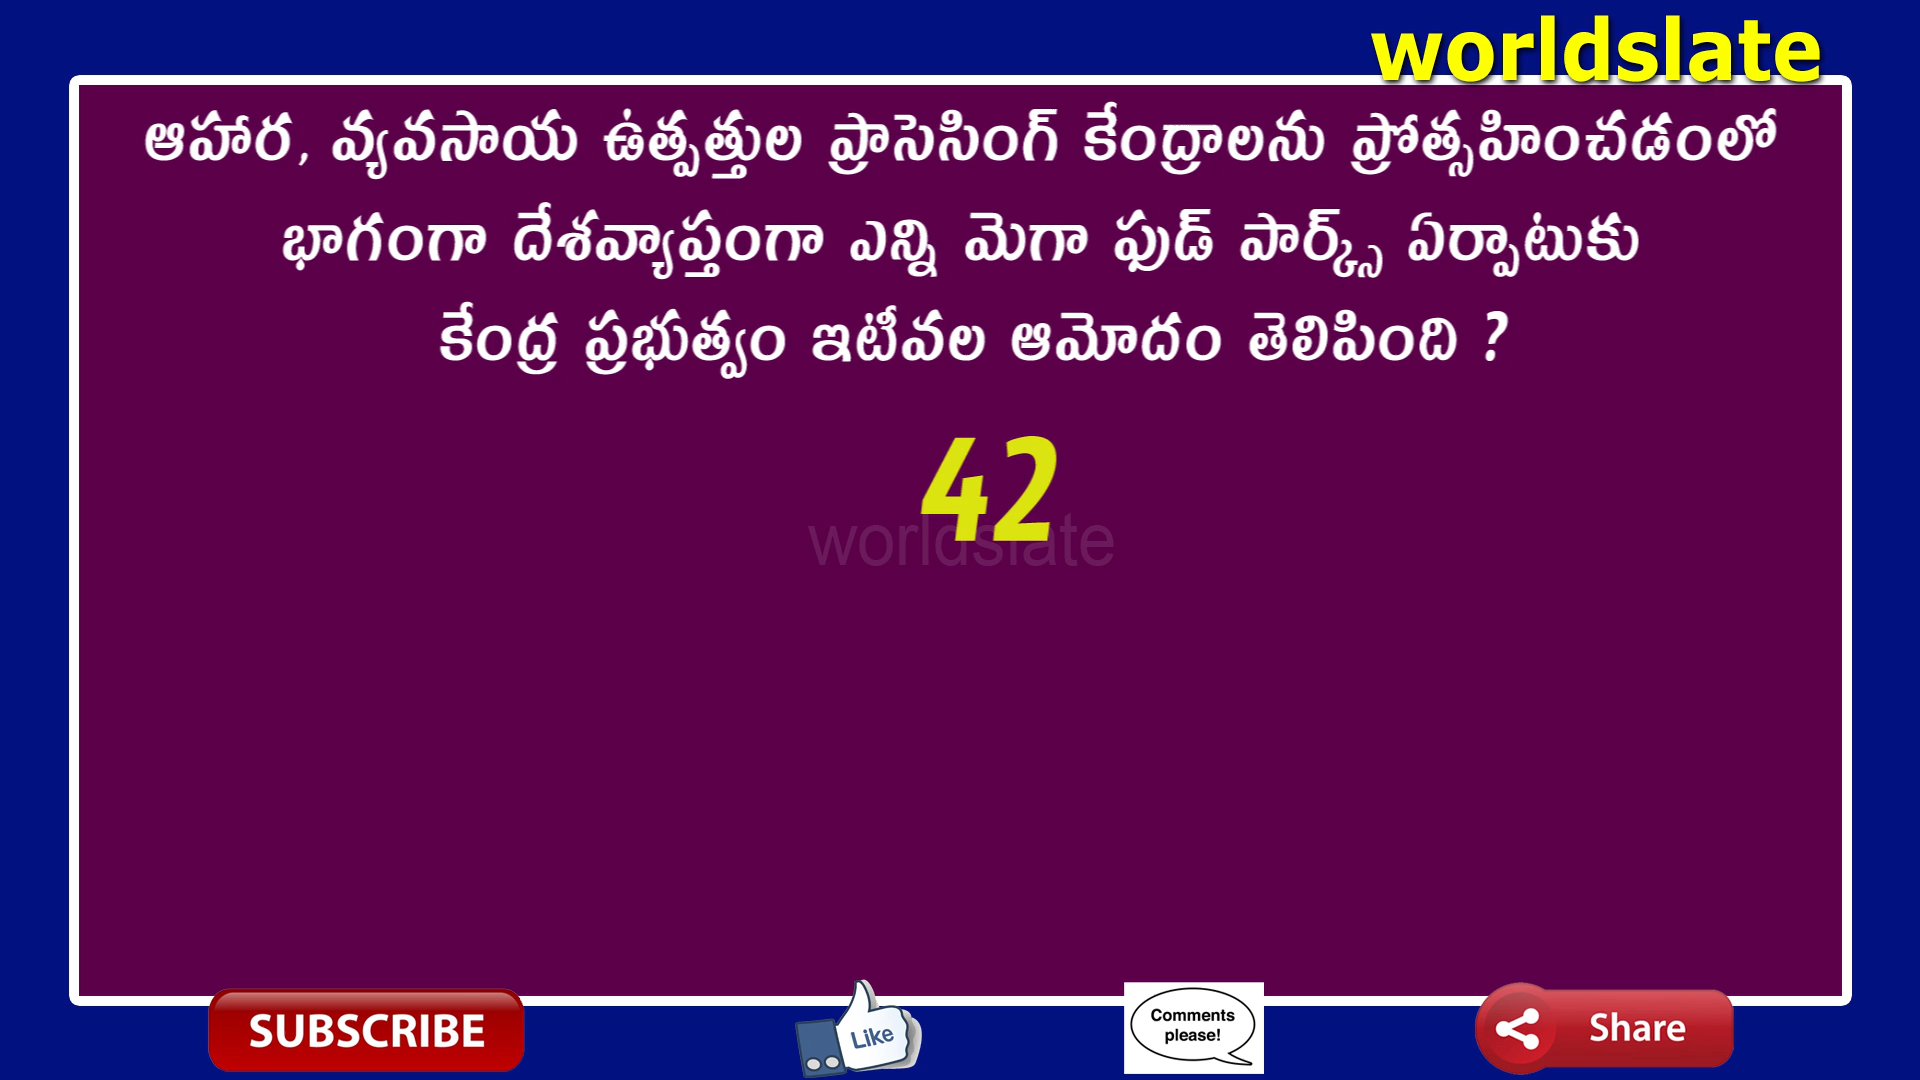 worldslate
ఆహార, వ్యవసాయ ఉత్పత్తుల ప్రాసెసింగ్ కేంద్రాలను ప్రోత్సహించడంలో
భాగంగా దేశవ్యాప్తంగా ఎన్ని మెగా ఫుడ్ పార్క్స్ ఏర్పాటుకు
కేంద్ర ప్రభుత్వం ఇటీవల ఆమోదం తెలిపింది ?
42
worldslate
SUBSCRIBE
Like
Comments
please!
Share